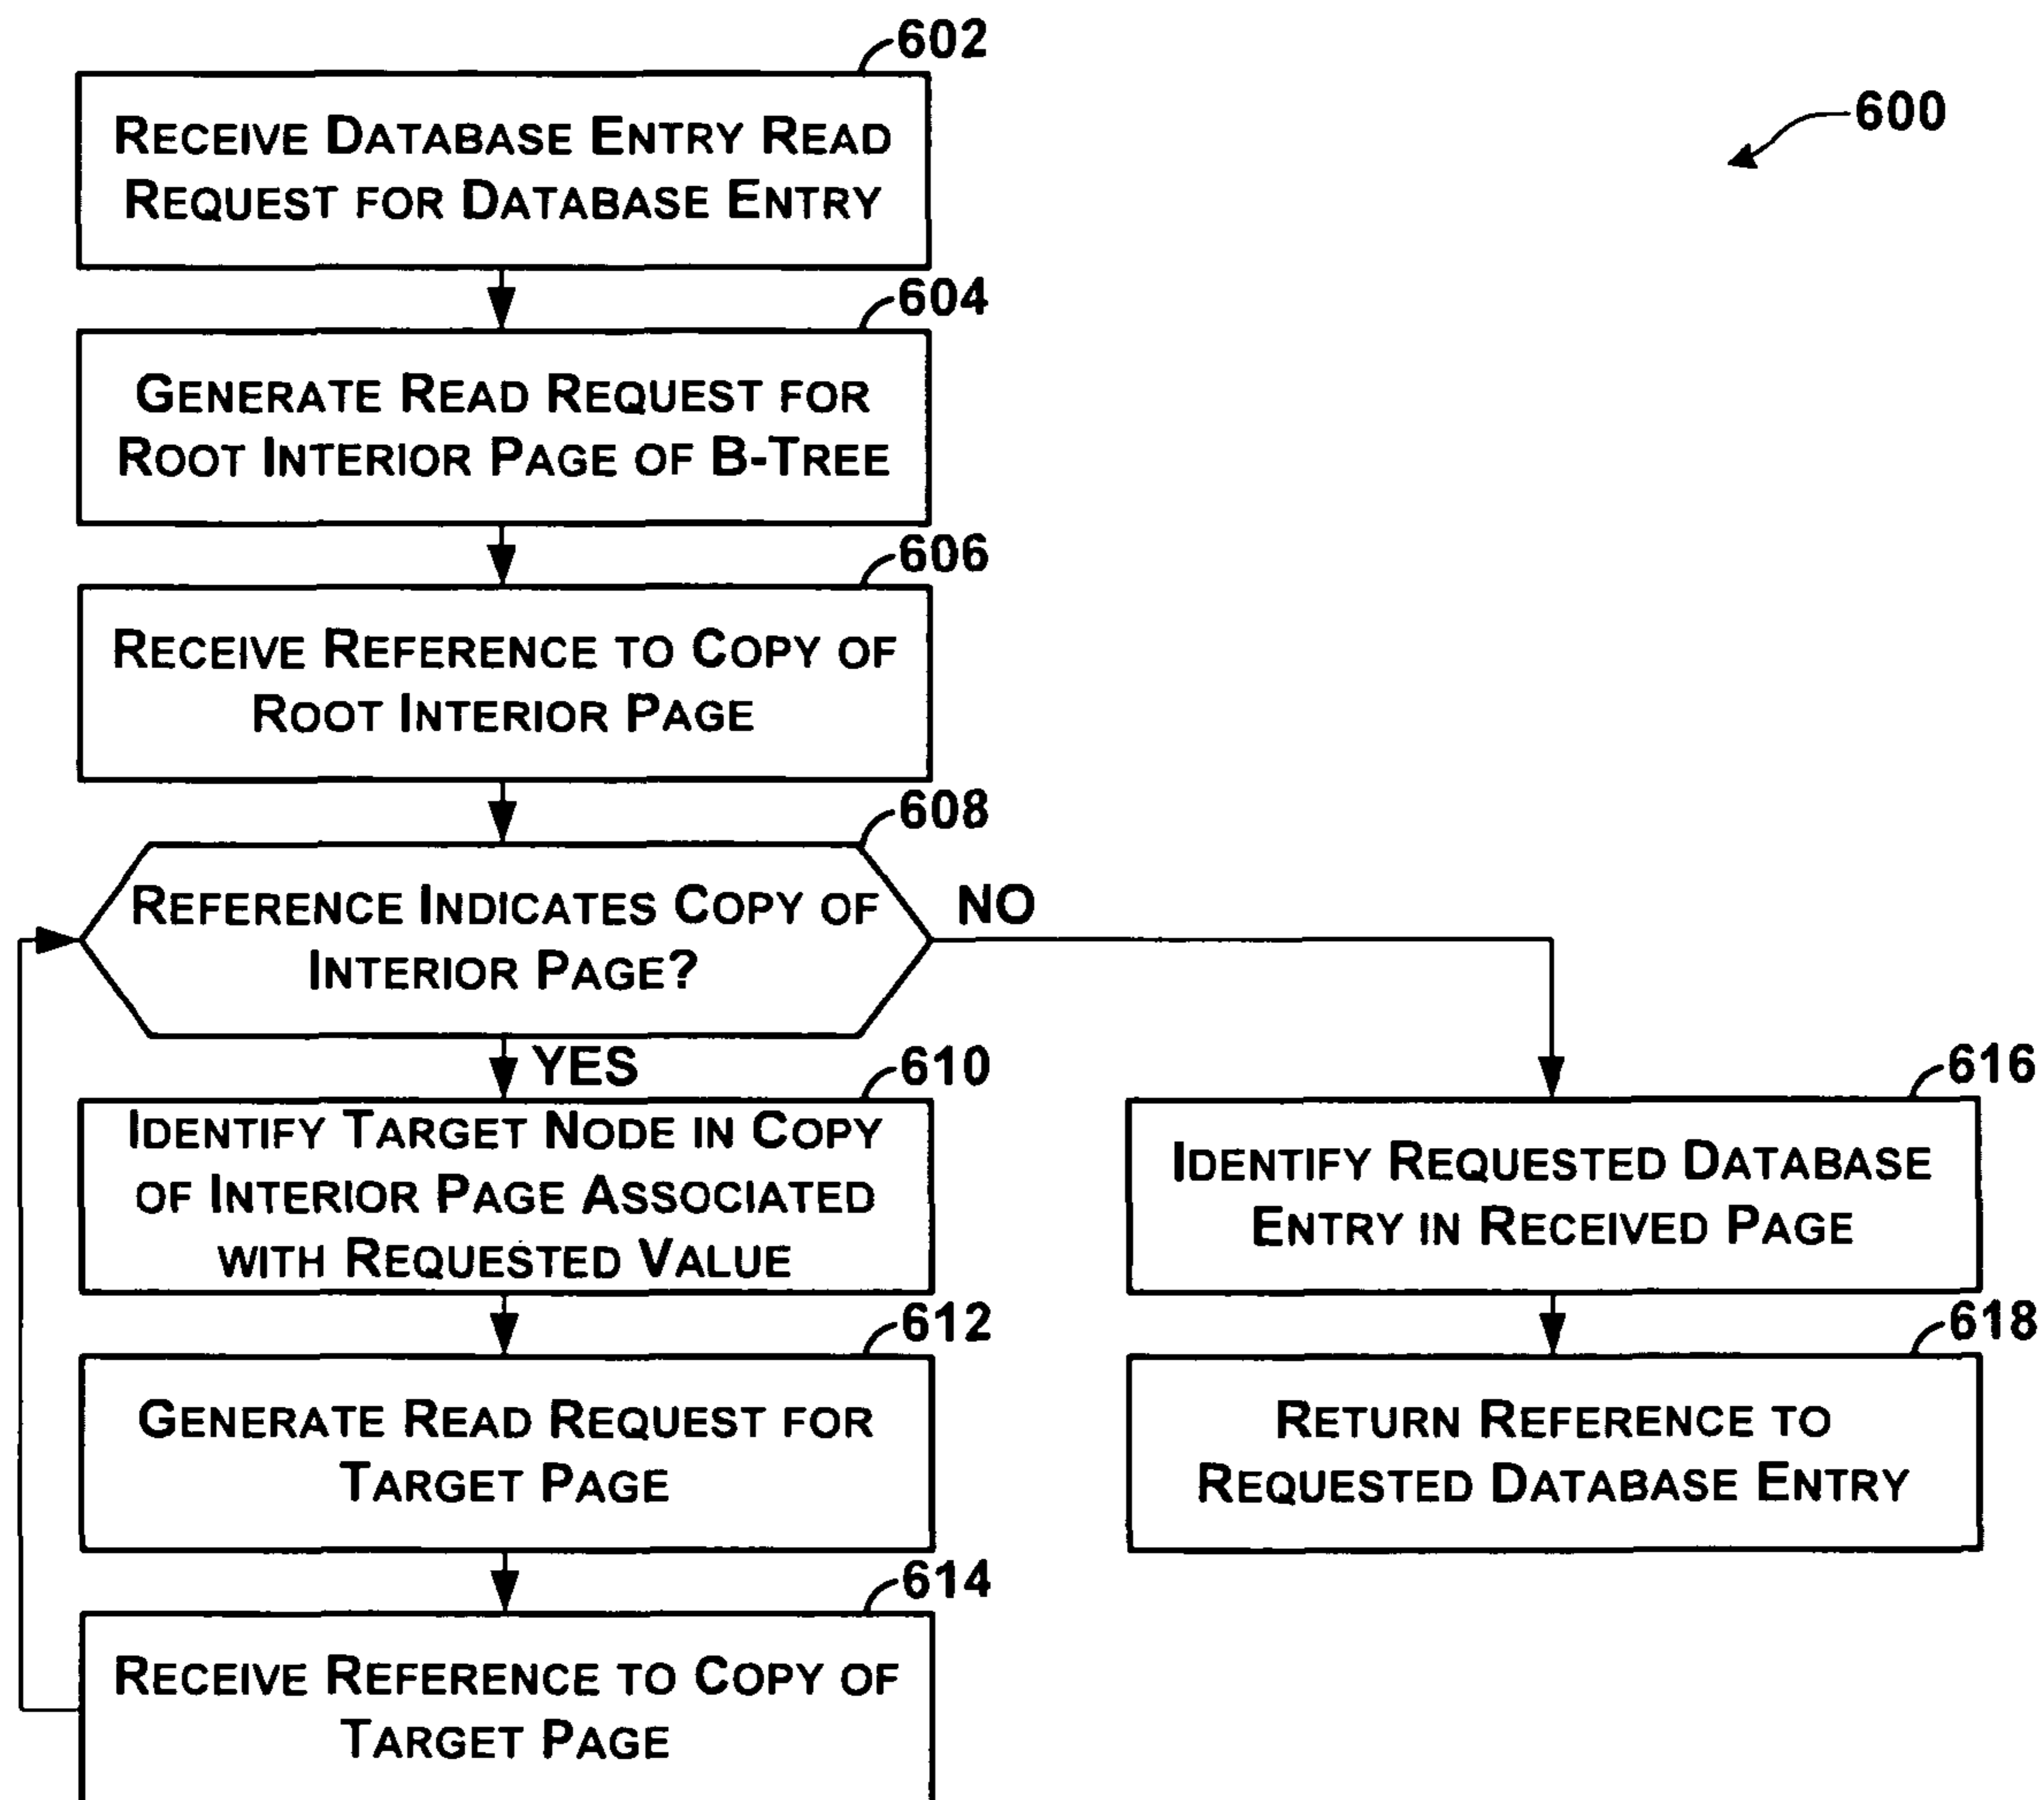 602
RECEIVE DATABASE ENTRY READ
REQUEST FOR DATABASE ENTRY
600
604
GENERATE READ REQUEST FOR
ROOT INTERIOR PAGE OF B-TREE
606
RECEIVE REFERENCE TO COPY OF
ROOT INTERIOR PAGE
608
REFERENCE INDICATES COPY OF
INTERIOR PAGE?
NO
YES
610
IDENTIFY TARGET NODE IN COPY
OF INTERIOR PAGE ASSOCIATED
WITH REQUESTED VALUE
616
IDENTIFY REQUESTED DATABASE
ENTRY IN RECEIVED PAGE
612
GENERATE READ REQUEST FOR
TARGET PAGE
618
RETURN REFERENCE TO
REQUESTED DATABASE ENTRY
614
RECEIVE REFERENCE TO COPY OF
TARGET PAGE